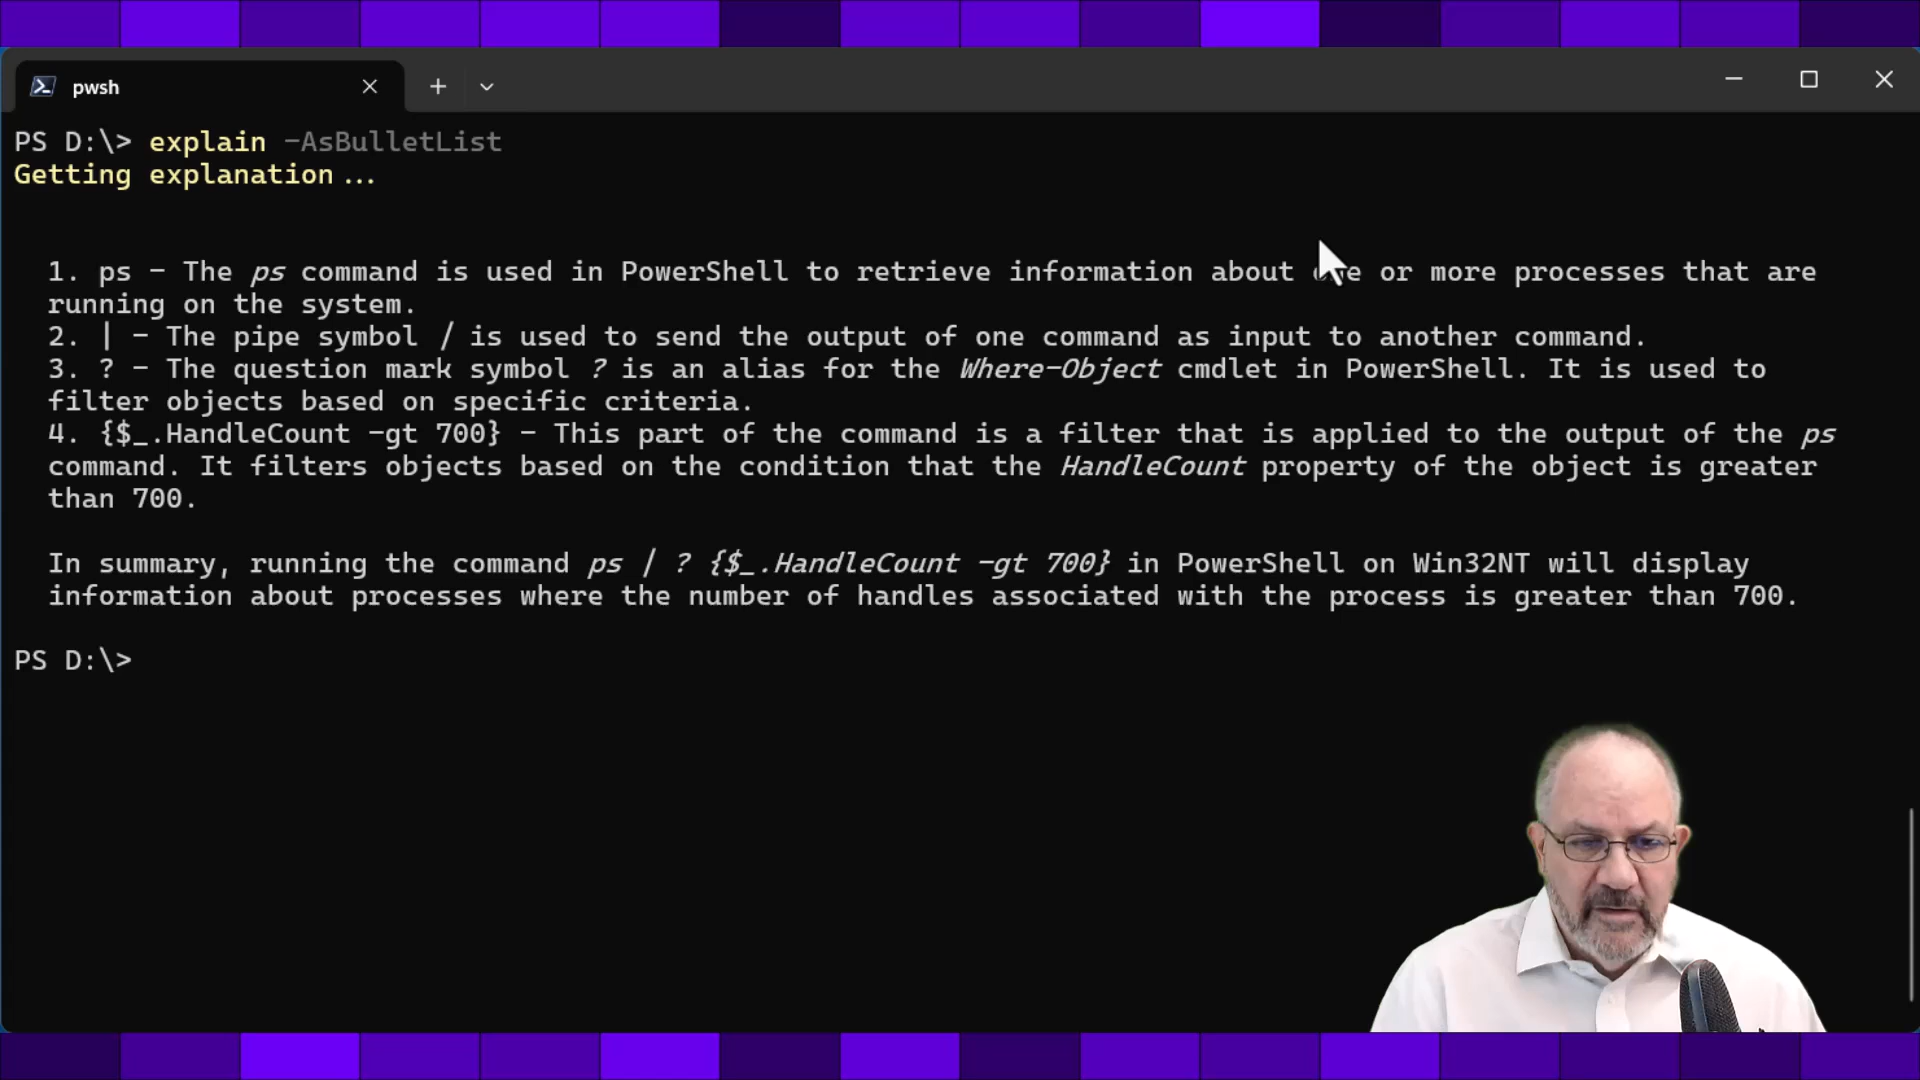 pwsh
PS D:\> explain -AsBulletList
Getting explanation...
1. ps - The ps command is used in PowerShell to retrieve information about or more processes that are
running on the system.
2. | - The pipe symbol / is used to send the output of one command as input to another command.
3. ? - The question mark symbol ? is an alias for the Where-Object cmdlet in PowerShell. It is used to
filter objects based on specific criteria.
4. {$_.HandleCount -gt 700} - This part of the command is a filter that is applied to the output of the ps
command. It filters objects based on the condition that the HandleCount property of the object is greater
than 700.
In summary, running the command ps | ? {$_.HandleCount -gt 700} in PowerShell on Win32NT will display
information about processes where the number of handles associated with the process is greater than 700.
PS D:\>